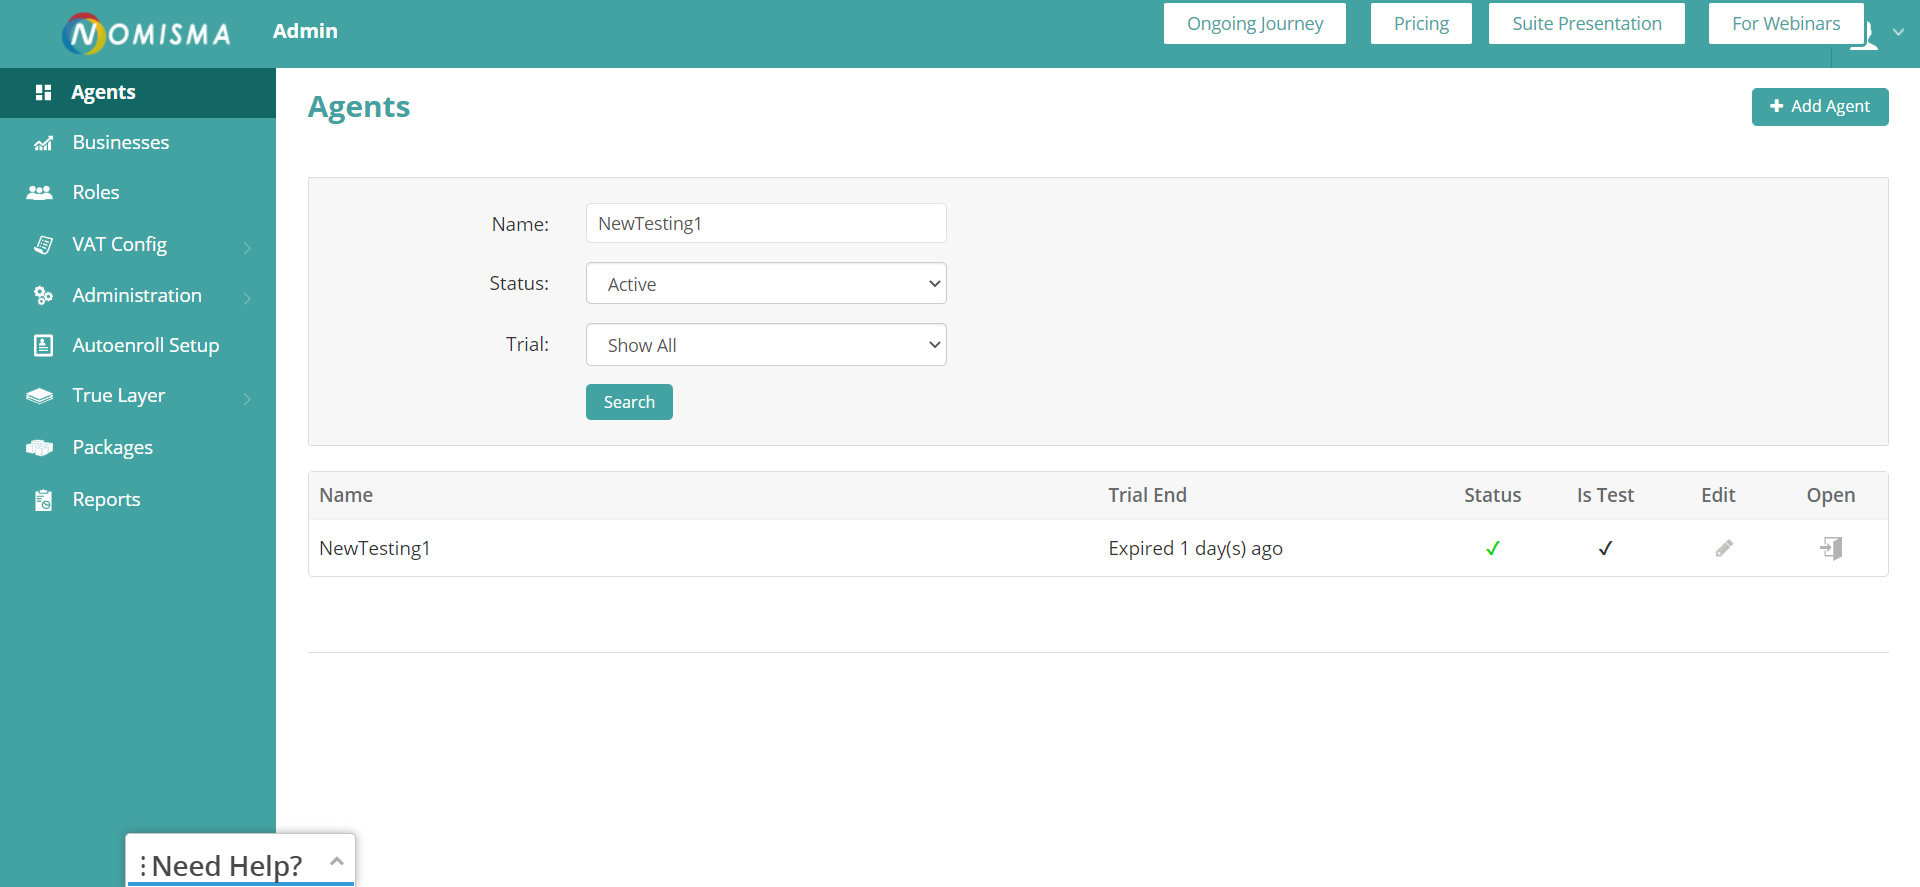 NOMISMA
Admin
Ongoing Journey
Pricing
Suite Presentation
For Webinars
Agents
Businesses
Roles
VAT Config
Administration
Autoenroll Setup
True Layer
Packages
Reports
Agents
+ Add Agent
Name: NewTesting1
Status: Active
Trial: Show All
Search
Name Trial End Status Is Test Edit Open
NewTesting1 Expired 1 day(s) ago
Need Help?